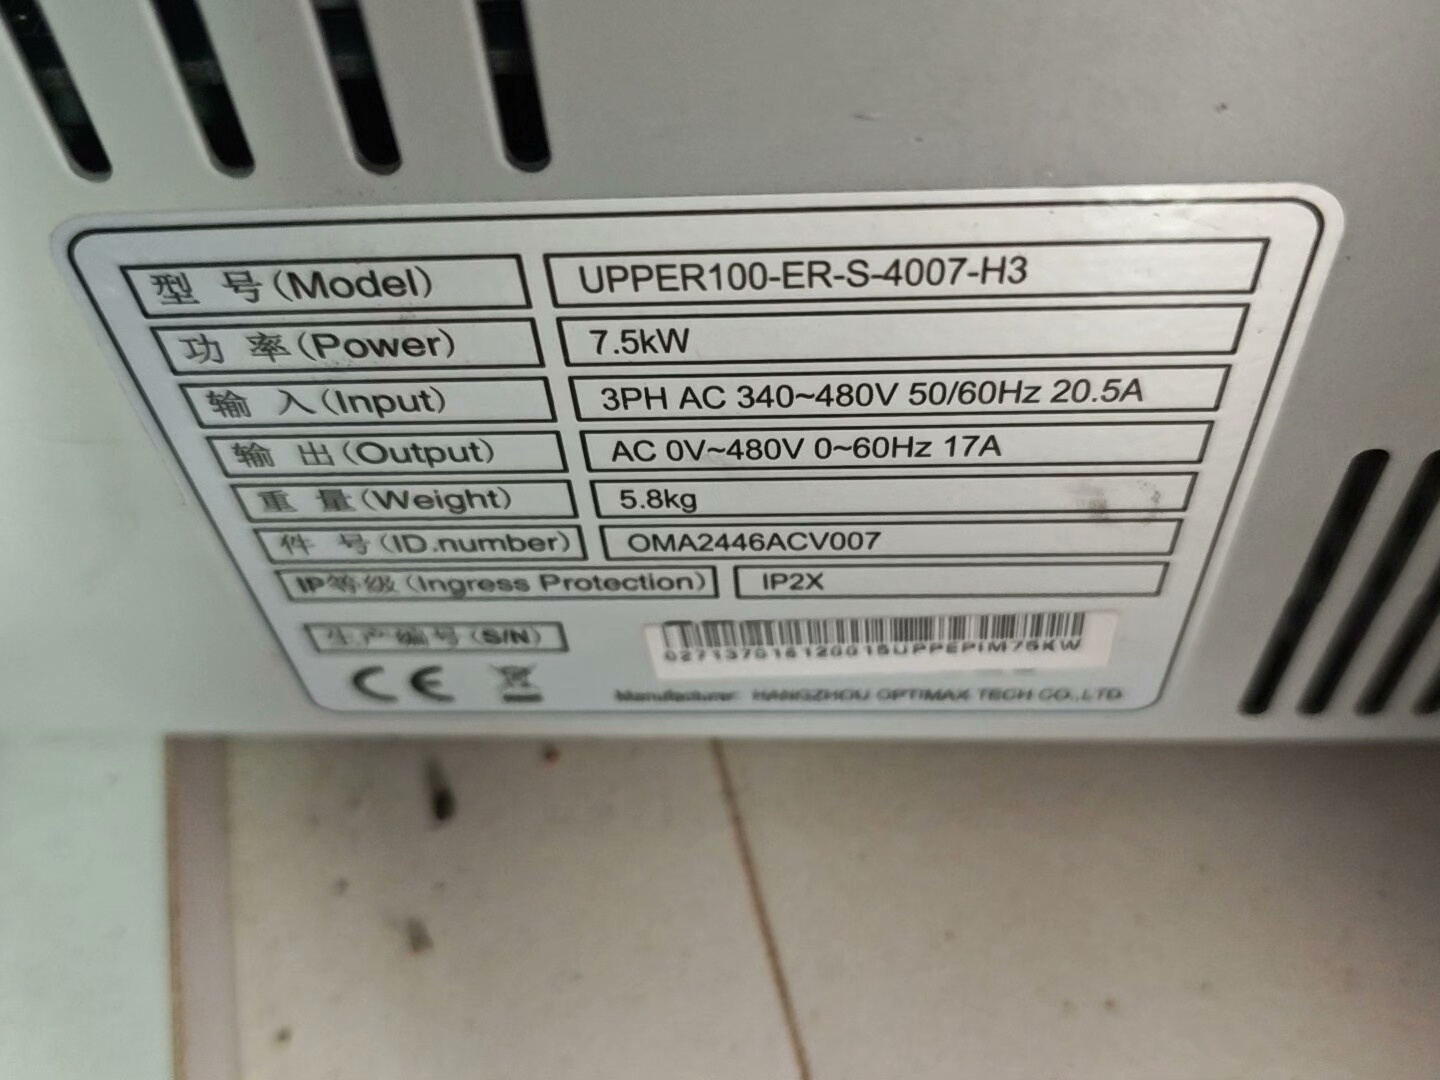 型 号(Model) UPPER100-ER-S-4007-H3
功 率(Power) 7.5kW
输 入(Input) 3PH AC 340~480V 50/60Hz 20.5A
输 出(Output) AC 0V~480V 0~60Hz 17A
重 量(Weight) 5.8kg
件 号(ID.number) OMA2446ACV007
IP等级(Ingress Protection) IP2X
生产编号(S/N)
CE
Manufacturer: HANGZHOU OPTIMAX TECH CO.,LTD